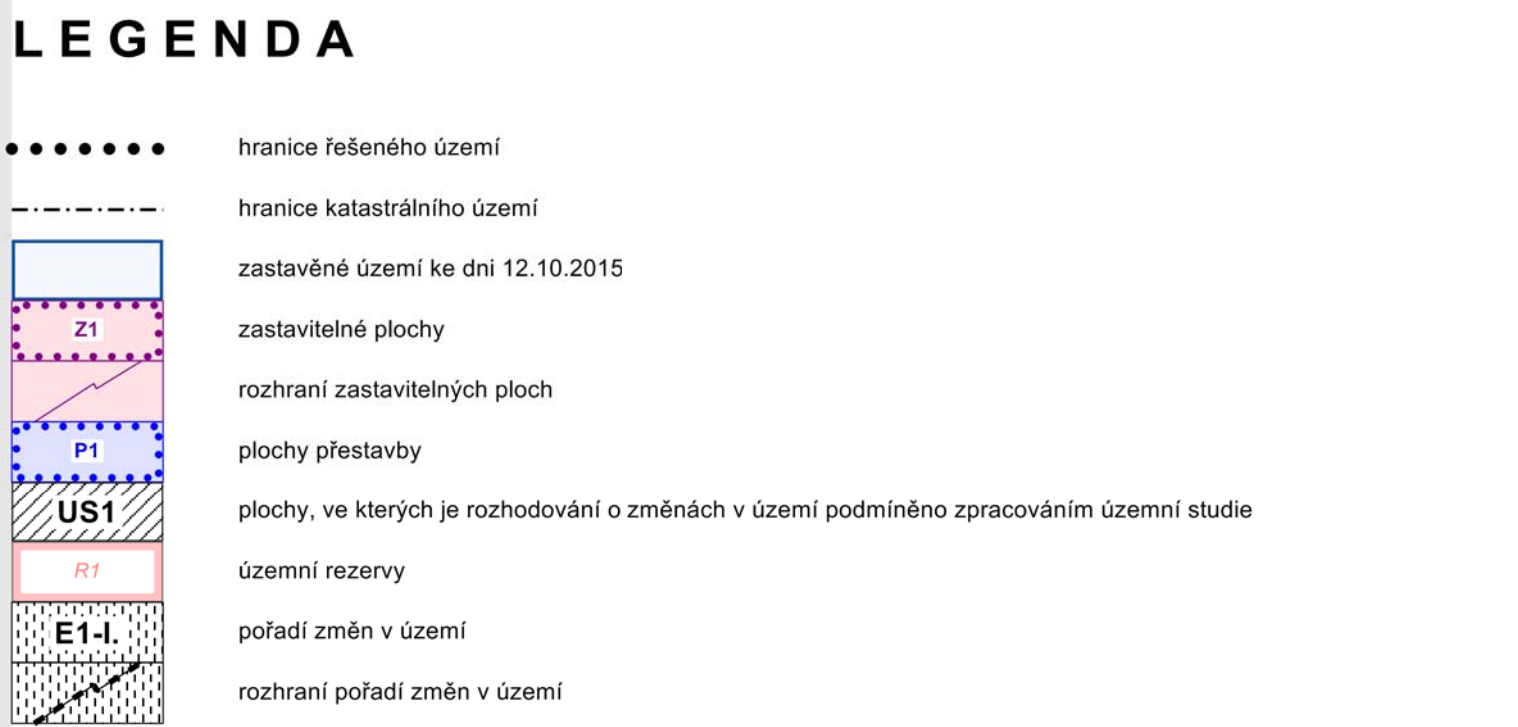 LEGENDA
hranice řešeného území
hranice katastrálního území
zastavěné území ke dni 12.10.2015
Z1 zastavitelné plochy
rozhraní zastavitelných ploch
P1 plochy přestavby
US1 plochy, ve kterých je rozhodování o změnách v území podmíněno zpracováním územní studie
R1 územní rezervy
E1-I. pořadí změn v území
rozhraní pořadí změn v území